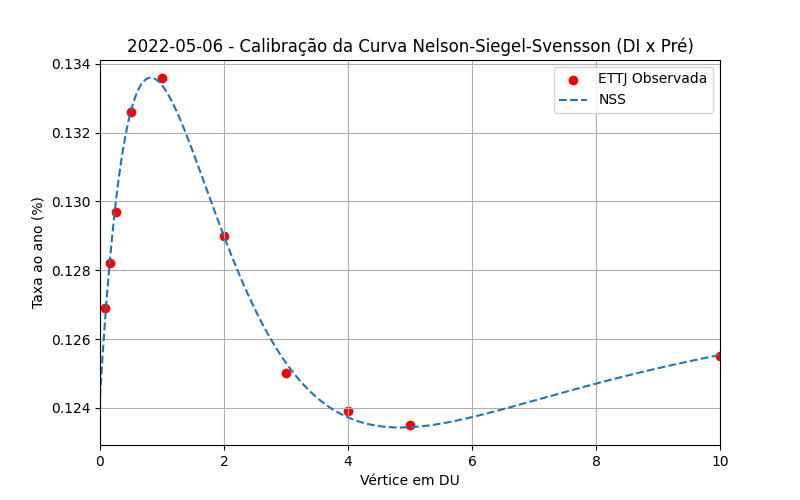 2022-05-06 - Calibração da Curva Nelson-Siegel-Svensson (DI x Pré)
ETTJ Observada
NSS
Taxa ao ano (%)
0.134
0.132
0.130
0.128
0.126
0.124
0 2 4 6 8 10
Vértice em DU